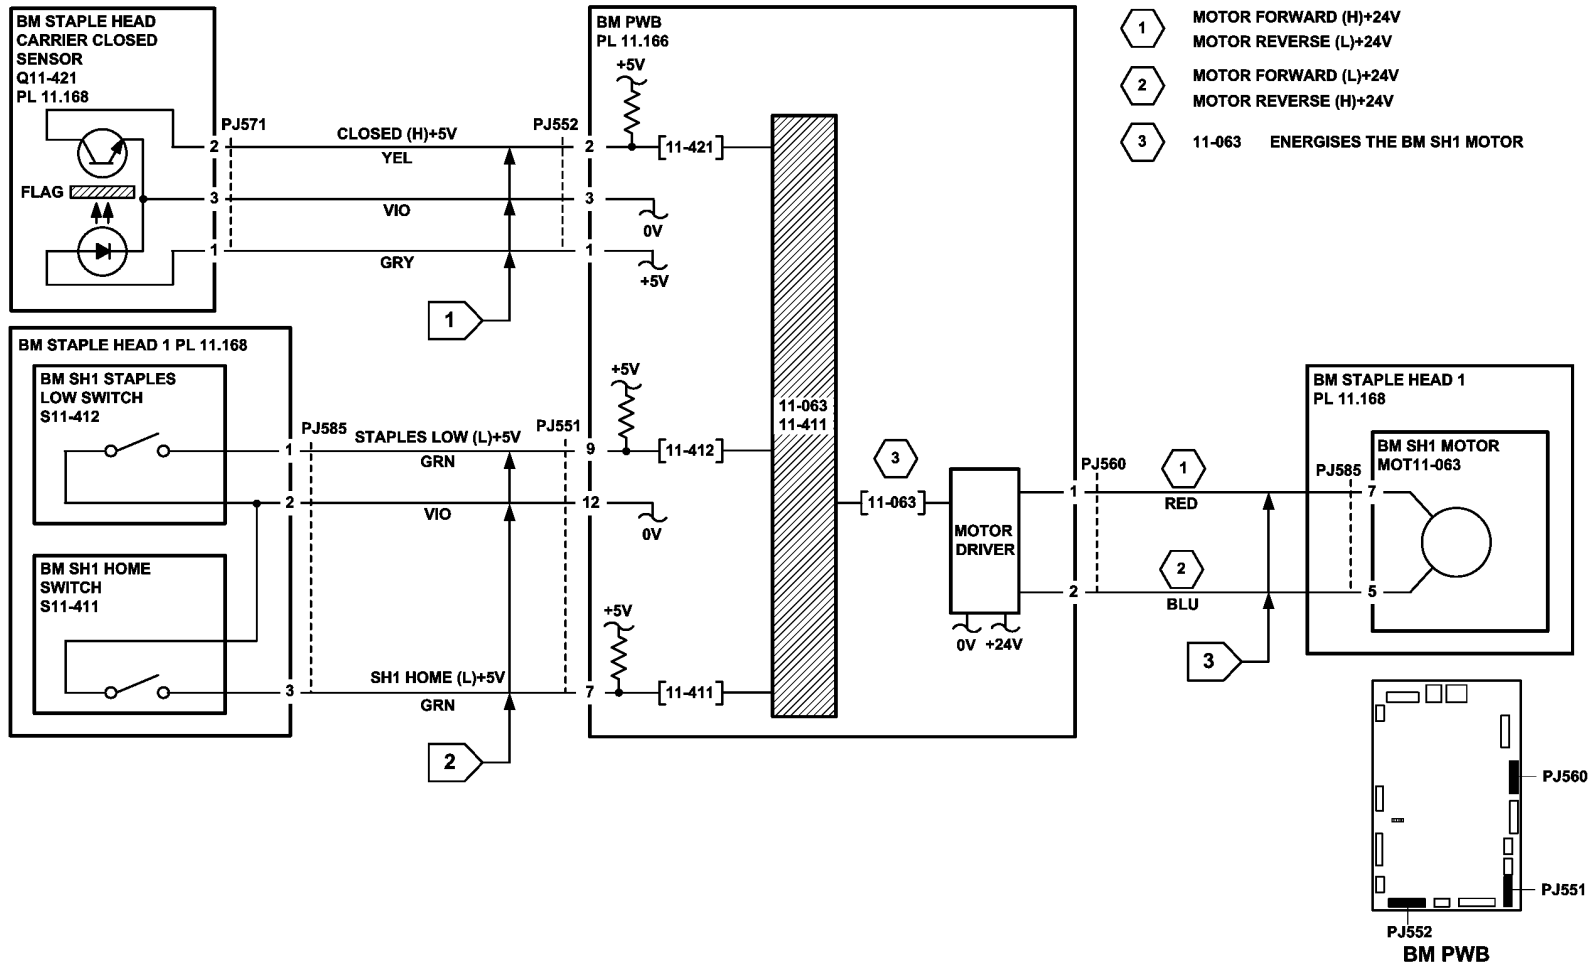 BM STAPLE HEAD
CARRIER CLOSED
SENSOR
Q11-421
PL 11.168
FLAG
PJ571
2
3
1
CLOSED (H)+5V
YEL
VIO
GRY
1
PJ552
2
3
1
BM PWB
PL 11.166
+5V
11-421
0V
+5V
BM STAPLE HEAD 1 PL 11.168
BM SH1 STAPLES
LOW SWITCH
S11-412
BM SH1 HOME
SWITCH
S11-411
PJ585
1
2
3
STAPLES LOW (L)+5V
GRN
VIO
SH1 HOME (L)+5V
GRN
2
PJ551
9
12
7
+5V
11-412
0V
+5V
11-411
11-063
11-411
3
11-063
MOTOR
DRIVER
0V +24V
PJ560
1
2
1
RED
2
BLU
3
PJ585
7
5
BM STAPLE HEAD 1
PL 11.168
BM SH1 MOTOR
MOT11-063
1 MOTOR FORWARD (H)+24V
MOTOR REVERSE (L)+24V
2 MOTOR FORWARD (L)+24V
MOTOR REVERSE (H)+24V
3 11-063 ENERGISES THE BM SH1 MOTOR
PJ560
PJ551
PJ552
BM PWB